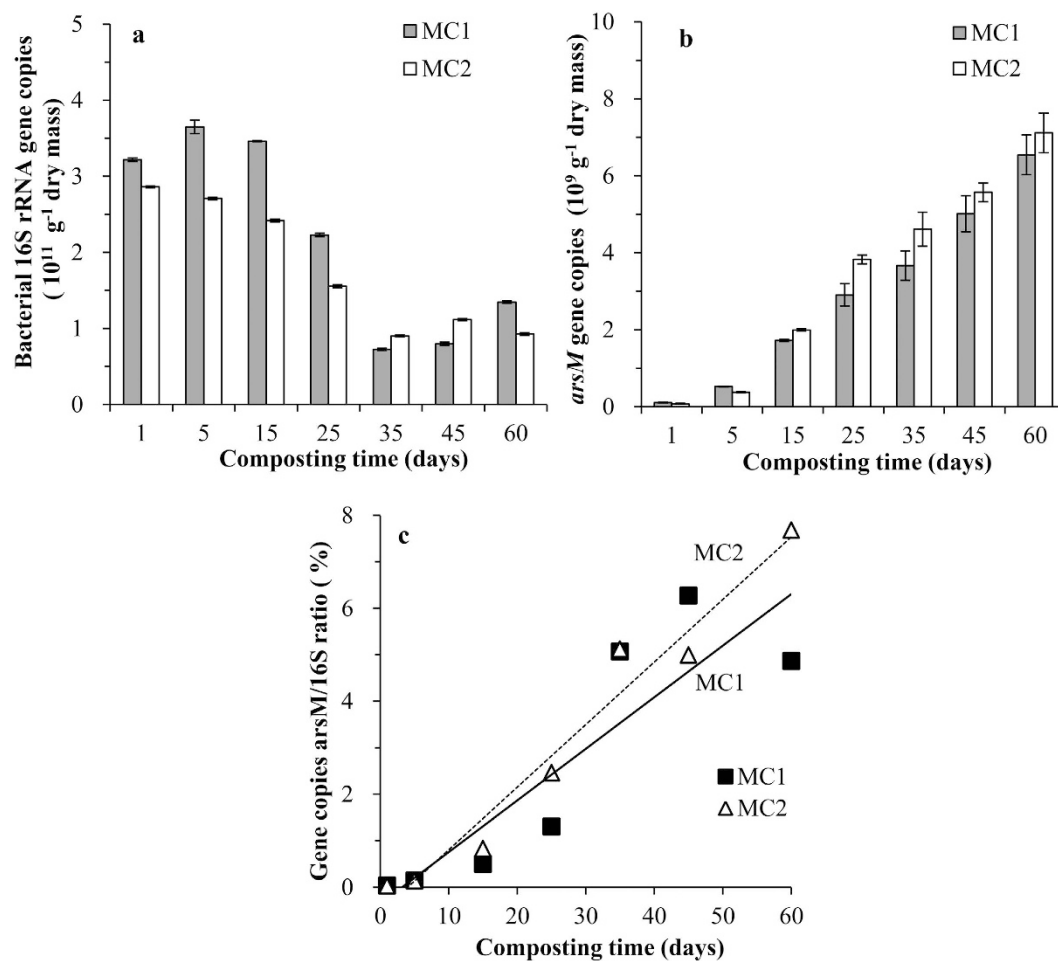 a
MC1
MC2
Bacterial 16S rRNA gene copies
( 10¹¹ g⁻¹ dry mass)
5
4
3
2
1
0
1 5 15 25 35 45 60
Composting time (days)
b
MC1
MC2
arsM gene copies (10⁹ g⁻¹ dry mass)
10
8
6
4
2
0
1 5 15 25 35 45 60
Composting time (days)
c
MC2
MC1
MC1
MC2
Gene copies arsM/16S ratio ( %)
8
6
4
2
0
0 10 20 30 40 50 60
Composting time (days)